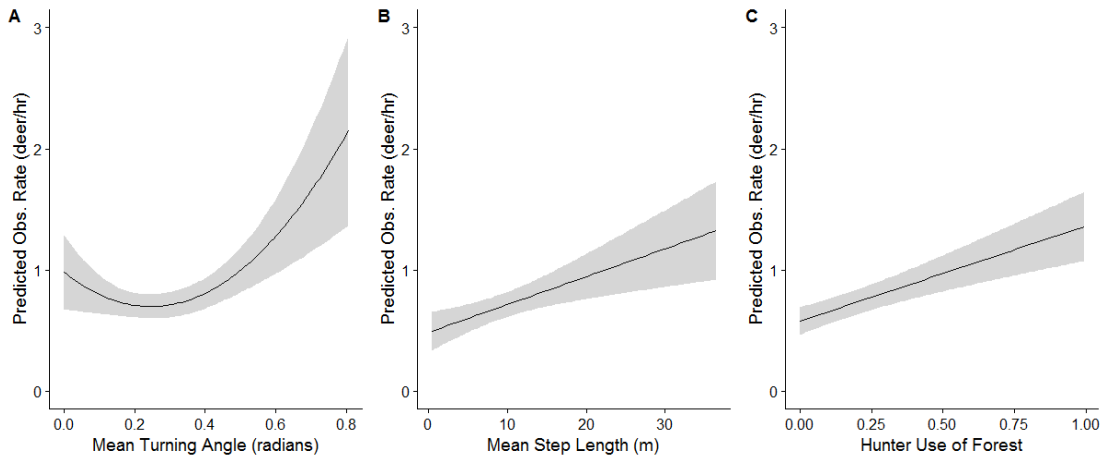 A
Predicted Obs. Rate (deer/hr)
3
2
1
0
0.0 0.2 0.4 0.6 0.8
Mean Turning Angle (radians)
B
Predicted Obs. Rate (deer/hr)
3
2
1
0
0 10 20 30
Mean Step Length (m)
C
Predicted Obs. Rate (deer/hr)
3
2
1
0
0.00 0.25 0.50 0.75 1.00
Hunter Use of Forest